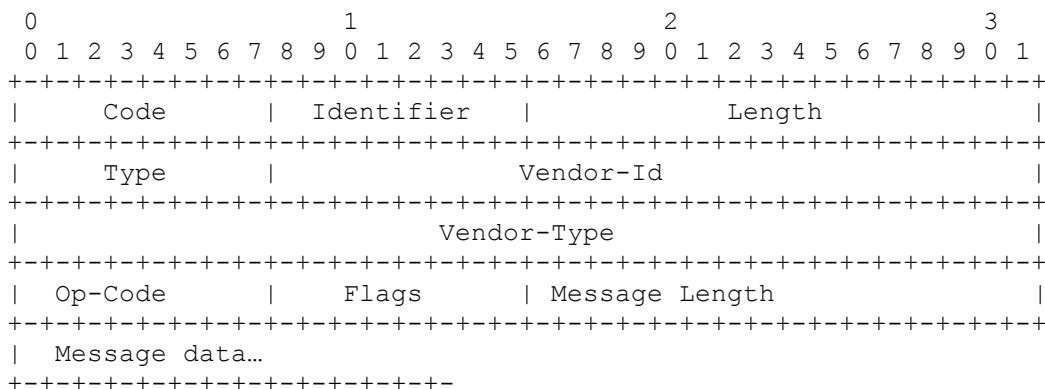 0                   1                   2                   3
 0 1 2 3 4 5 6 7 8 9 0 1 2 3 4 5 6 7 8 9 0 1 2 3 4 5 6 7 8 9 0 1
+-+-+-+-+-+-+-+-+-+-+-+-+-+-+-+-+-+-+-+-+-+-+-+-+-+-+-+-+-+-+-+-+
|     Code      |  Identifier   |            Length             |
+-+-+-+-+-+-+-+-+-+-+-+-+-+-+-+-+-+-+-+-+-+-+-+-+-+-+-+-+-+-+-+-+
|     Type      |               Vendor-Id                       |
+-+-+-+-+-+-+-+-+-+-+-+-+-+-+-+-+-+-+-+-+-+-+-+-+-+-+-+-+-+-+-+-+
|                          Vendor-Type                          |
+-+-+-+-+-+-+-+-+-+-+-+-+-+-+-+-+-+-+-+-+-+-+-+-+-+-+-+-+-+-+-+-+
|  Op-Code      |    Flags      | Message Length                |
+-+-+-+-+-+-+-+-+-+-+-+-+-+-+-+-+-+-+-+-+-+-+-+-+-+-+-+-+-+-+-+-+
|  Message data…
+-+-+-+-+-+-+-+-+-+-+-+-+-+-